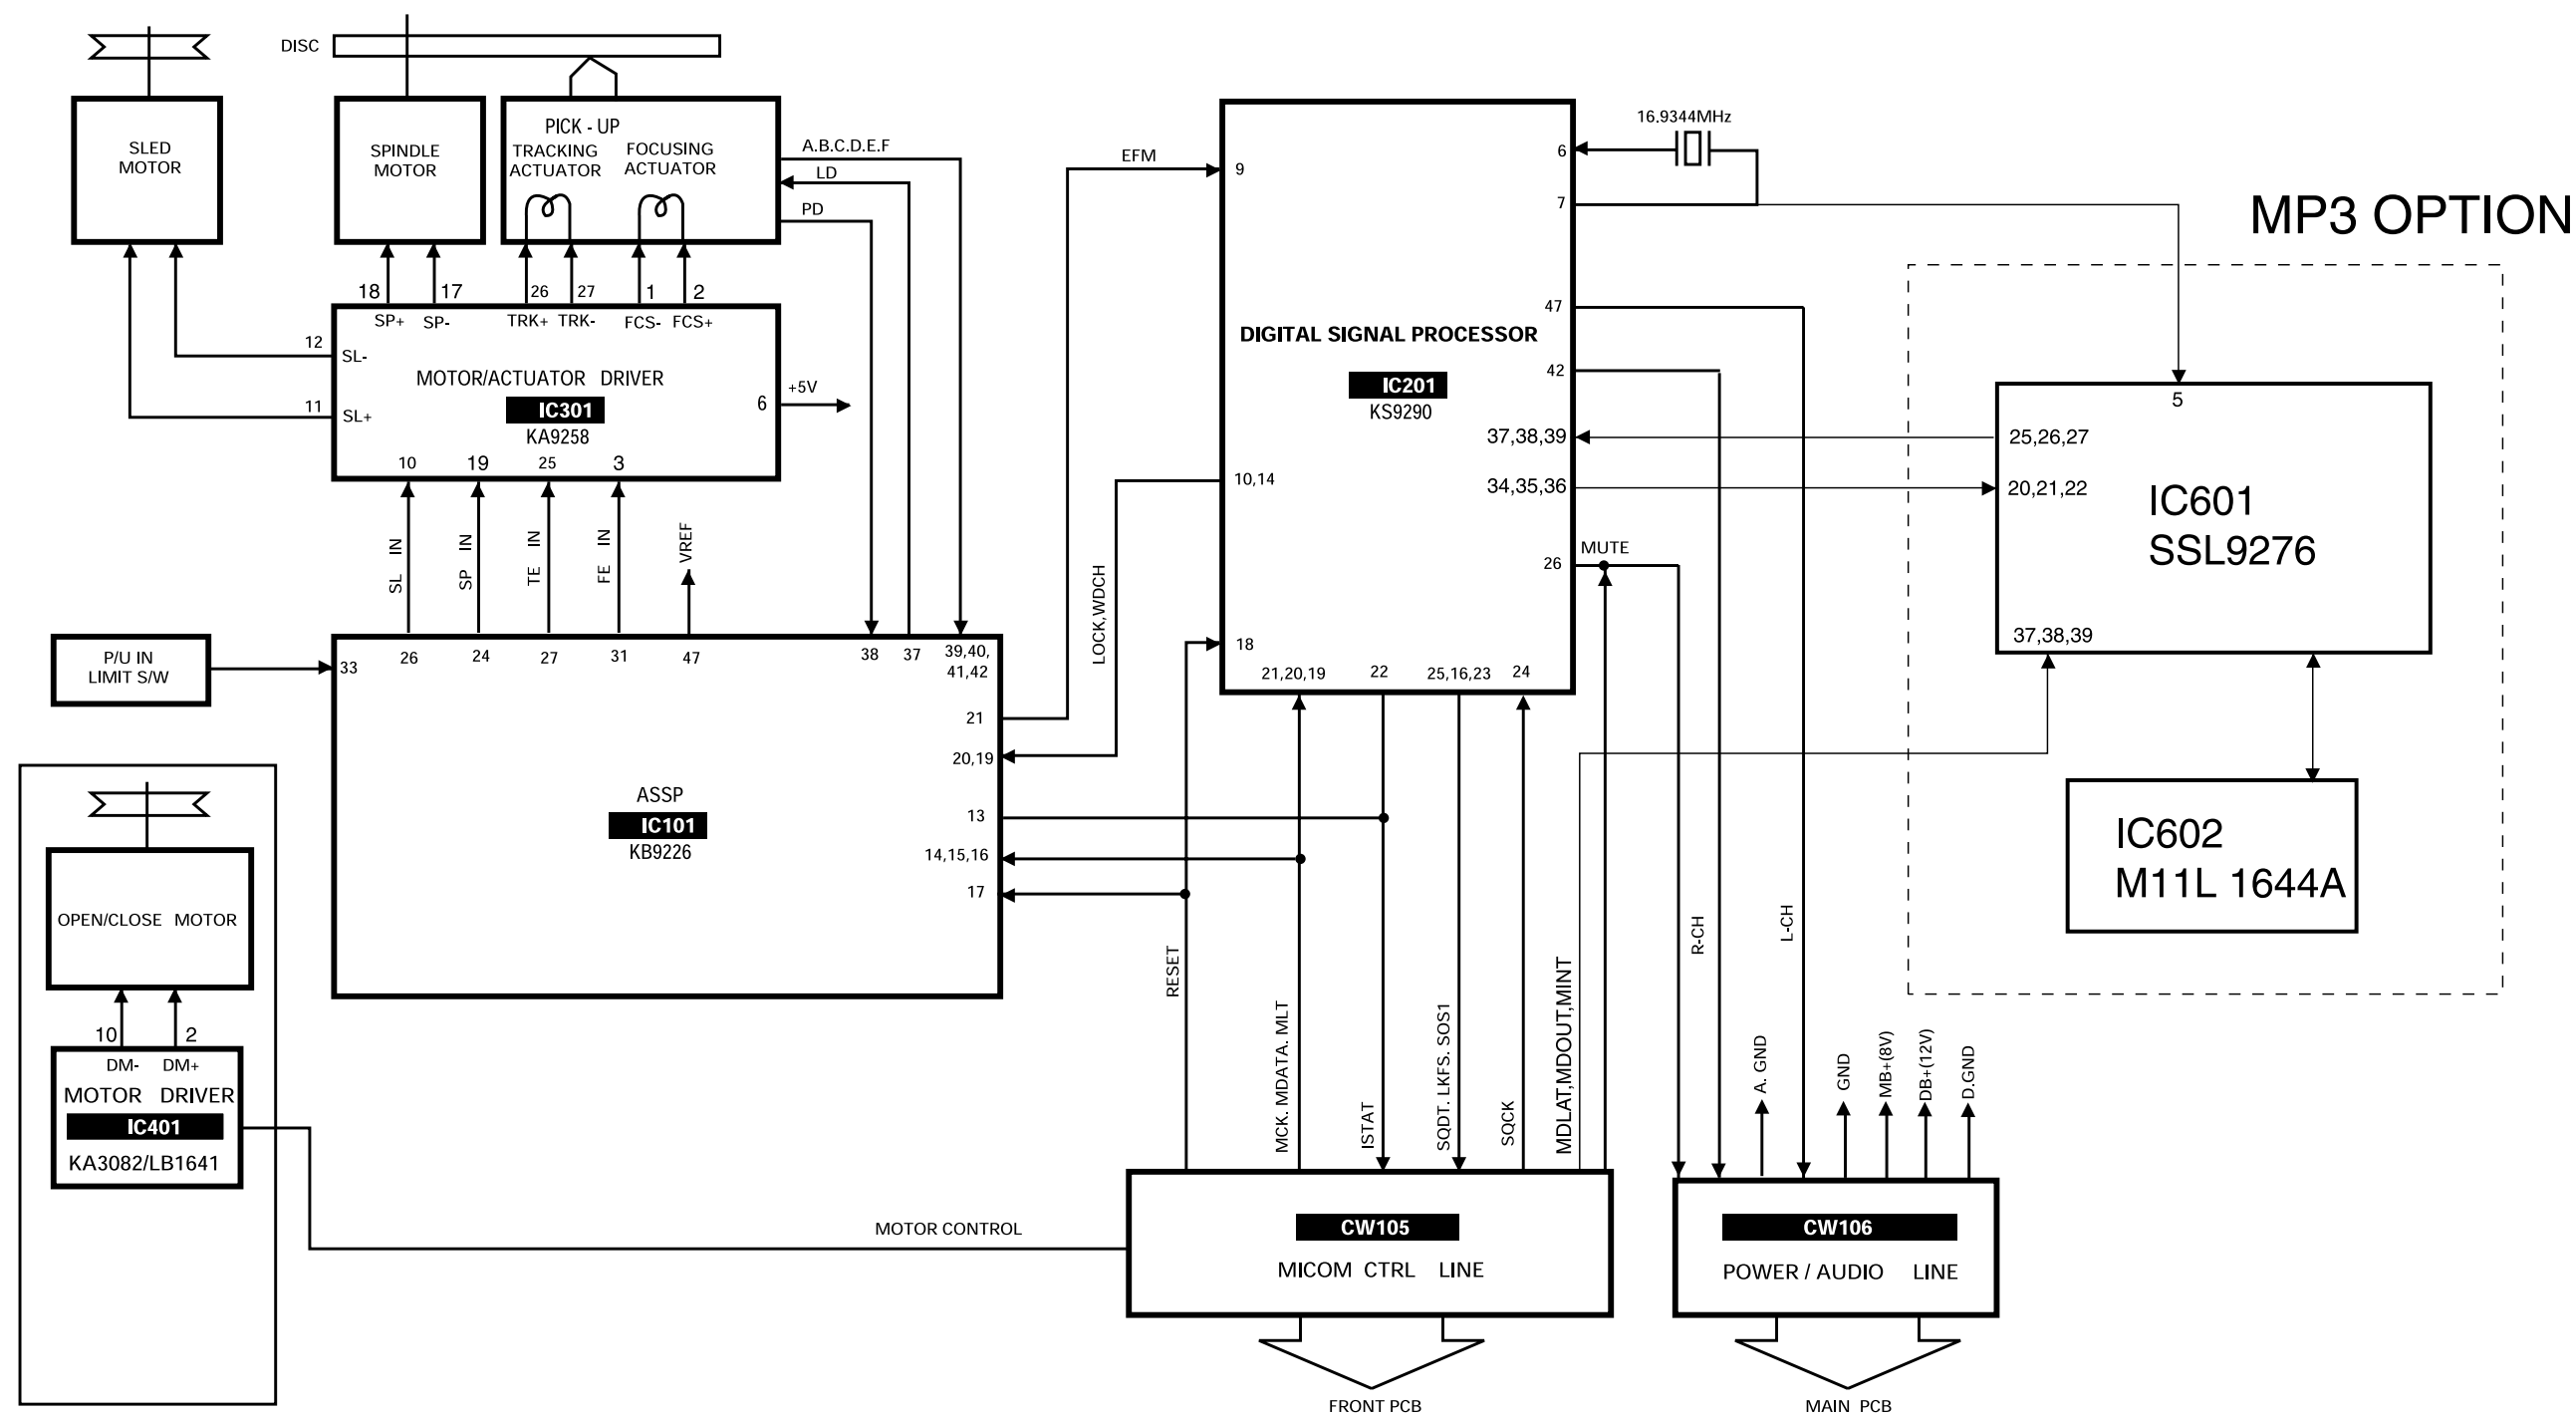 DISC
SLED
MOTOR
SPINDLE
MOTOR
PICK - UP
TRACKING
ACTUATOR
FOCUSING
ACTUATOR
A.B.C.D.E.F
LD
PD
18
17
26
27
1
2
SP+
SP-
TRK+
TRK-
FCS-
FCS+
12
SL-
11
SL+
MOTOR/ACTUATOR DRIVER
IC301
KA9258
6
+5V
10
19
25
3
SL IN
SP IN
TE IN
FE IN
VREF
P/U IN
LIMIT S/W
33
26
24
27
31
47
38
37
39,40,
41,42
21
20,19
13
14,15,16
17
ASSP
IC101
KB9226
OPEN/CLOSE MOTOR
10
2
DM-
DM+
MOTOR DRIVER
IC401
KA3082/LB1641
MOTOR CONTROL
EFM
LOCK,WDCH
9
10,14
18
DIGITAL SIGNAL PROCESSOR
IC201
KS9290
6
7
47
42
37,38,39
34,35,36
26
MUTE
21,20,19
22
25,16,23
24
16.9344MHz
MP3 OPTION
5
25,26,27
20,21,22
IC601
SSL9276
37,38,39
IC602
M11L 1644A
RESET
MCK. MDATA. MLT
ISTAT
SQDT. LKFS. SOS1
SQCK
MDLAT,MDOUT,MINT
R-CH
L-CH
A. GND
GND
MB+(8V)
DB+(12V)
D.GND
CW105
MICOM CTRL LINE
CW106
POWER / AUDIO LINE
FRONT PCB
MAIN PCB